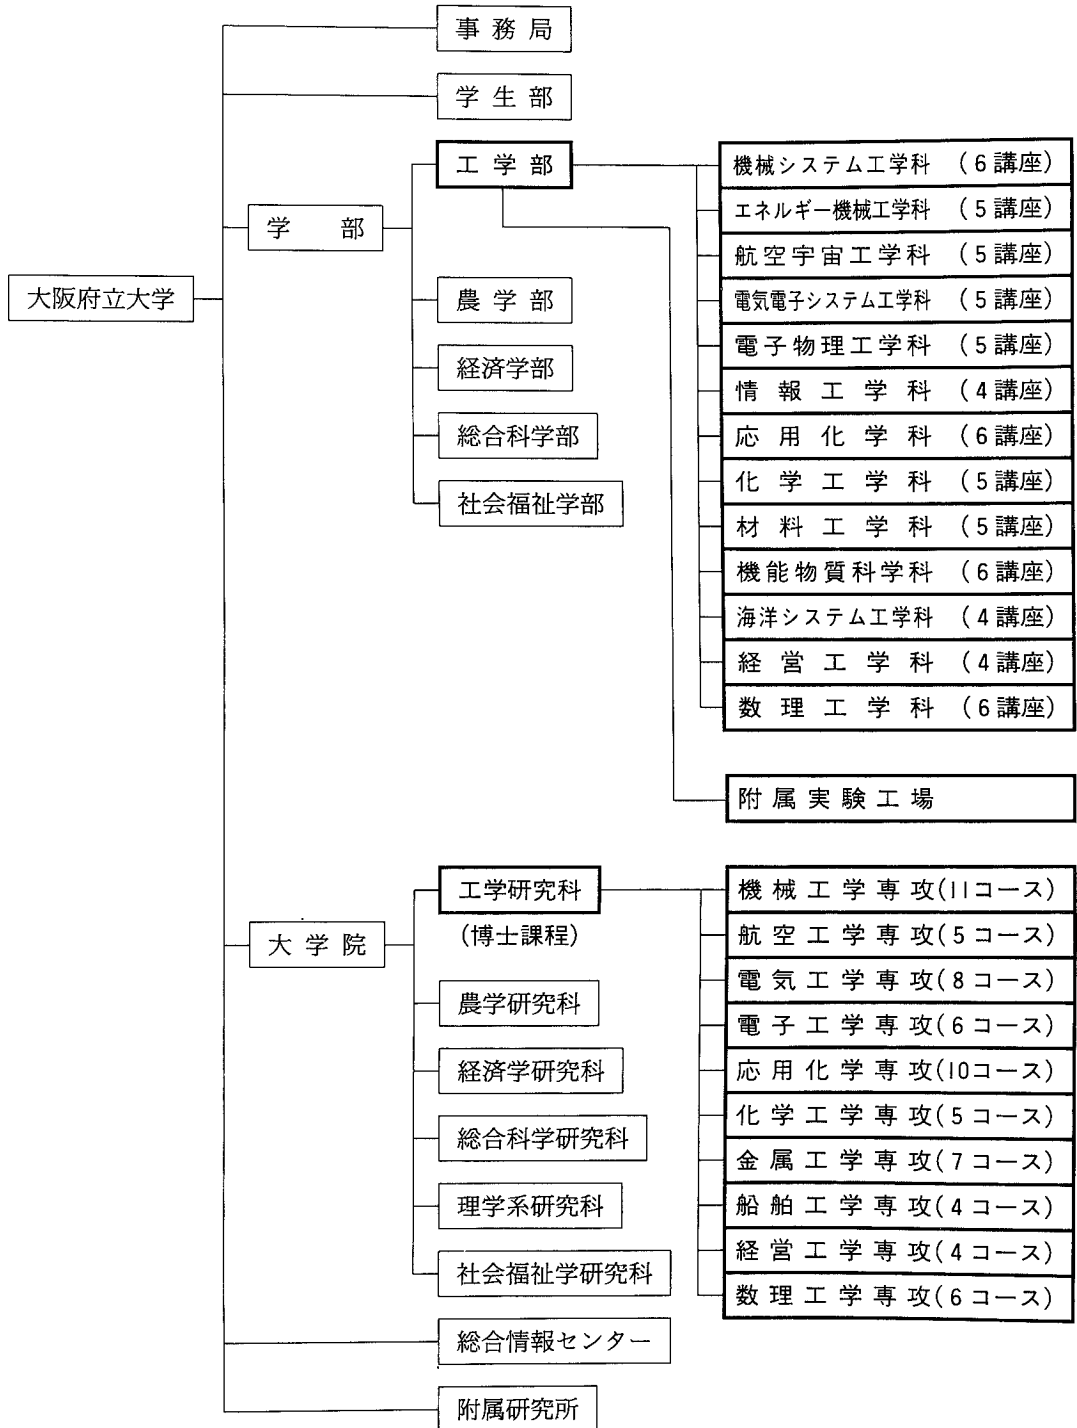 事務局
学生部
大阪府立大学
学部
工学部
農学部
経済学部
総合科学部
社会福祉学部
機械システム工学科 (6講座)
エネルギー機械工学科 (5講座)
航空宇宙工学科 (5講座)
電気電子システム工学科 (5講座)
電子物理工学科 (5講座)
情報工学科 (4講座)
応用化学科 (6講座)
化学工学科 (5講座)
材料工学科 (5講座)
機能物質科学科 (6講座)
海洋システム工学科 (4講座)
経営工学科 (4講座)
数理工学科 (6講座)
附属実験工場
大学院
工学研究科
(博士課程)
農学研究科
経済学研究科
総合科学研究科
理学系研究科
社会福祉学研究科
機械工学専攻(11コース)
航空工学専攻(5コース)
電気工学専攻(8コース)
電子工学専攻(6コース)
応用化学専攻(10コース)
化学工学専攻(5コース)
金属工学専攻(7コース)
船舶工学専攻(4コース)
経営工学専攻(4コース)
数理工学専攻(6コース)
総合情報センター
附属研究所